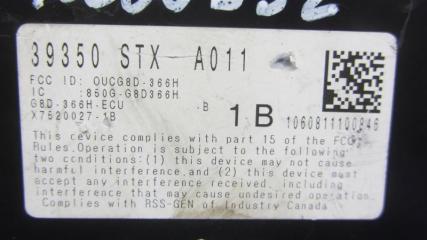 39350 STX- A011
FCC ID: OUCG8D-366H
IC :850G-G8D366H
G8D-366H-ECU B
X7520027-1B 1B 1060811100846
This device complies with part 15 of the FCC
Rules.Operation is subject to the following
two conditions:(1) this device may not cause
harmful interference.and (2) this device must
accept any interference received, including
interference that may cause undesired operation.
Complies with RSS-GEN of Industry Canada